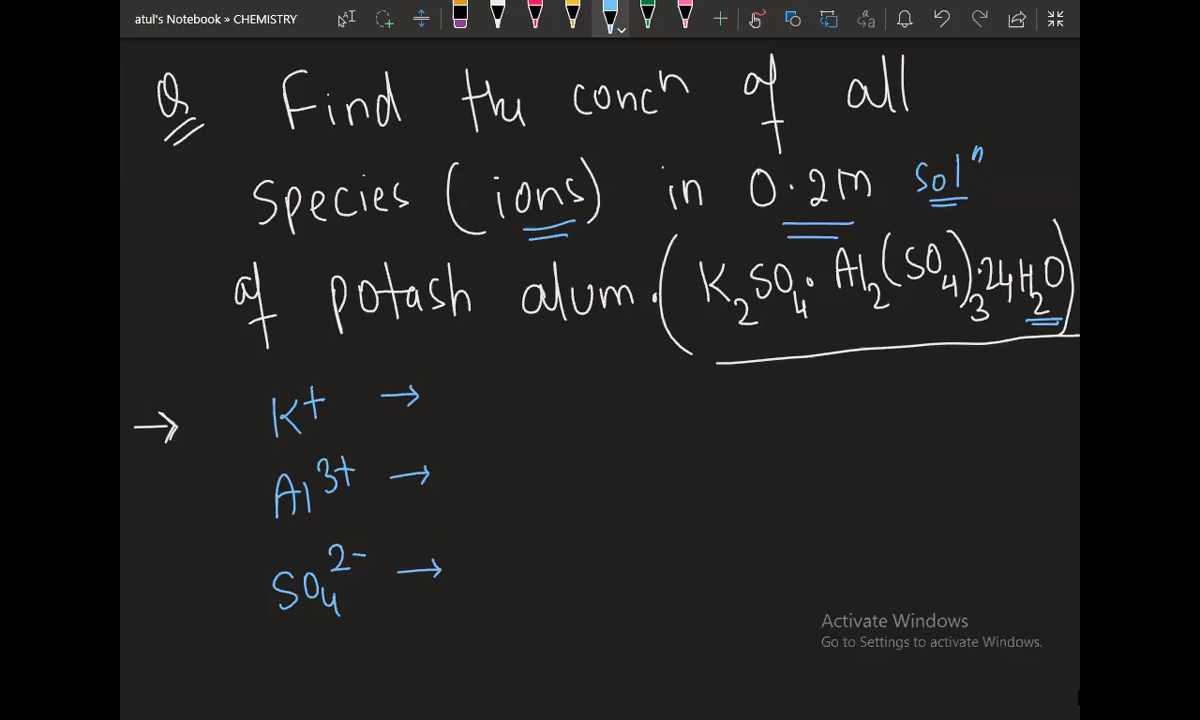 atul's Notebook » CHEMISTRY
Q Find the concn of all
species (ions) in 0.2M solⁿ
of potash alum. (K₂SO₄·Al₂(SO₄)₃·24H₂O)
→ K⁺ →
Al³⁺ →
SO₄²⁻ →
Activate Windows
Go to Settings to activate Windows.